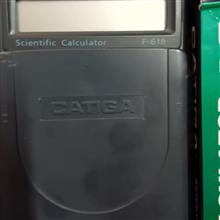 Scientific Calculator F-618
CATIGA